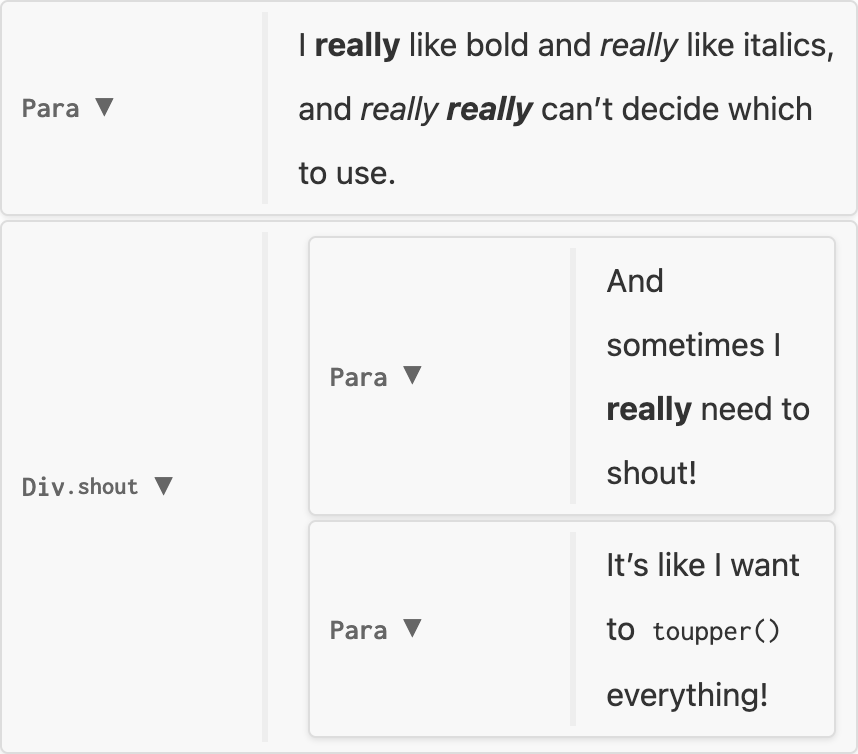 Para ▼
I really like bold and really like italics,
and really really can’t decide which
to use.
Div.shout ▼
Para ▼
And
sometimes I
really need to
shout!
Para ▼
It’s like I want
to toupper()
everything!